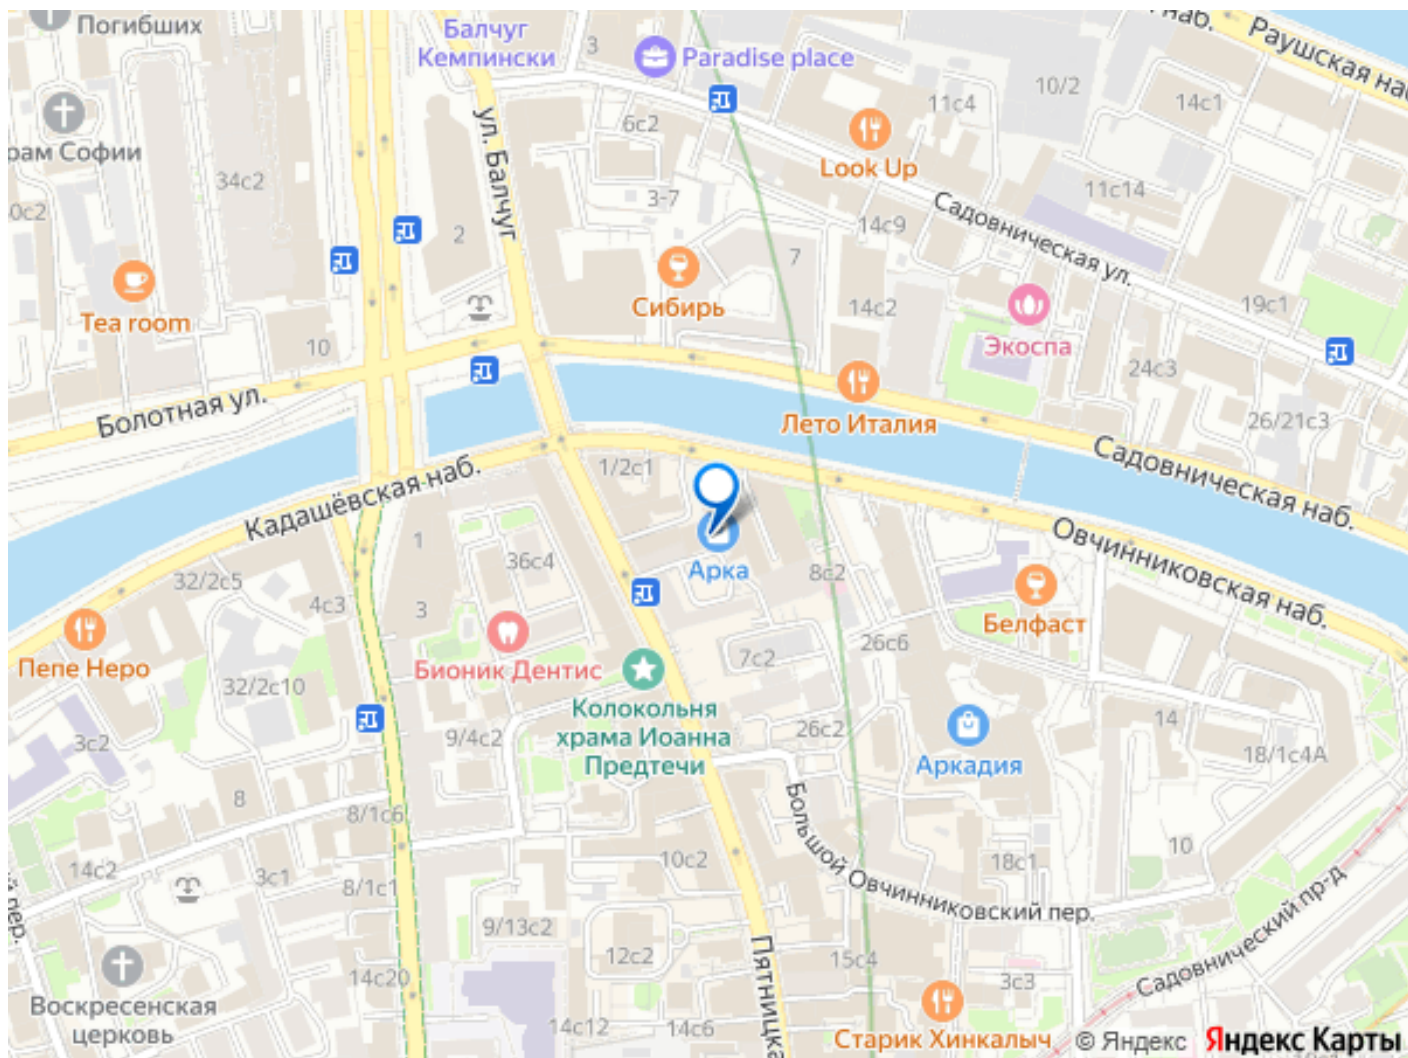 Погибших
Балчуг
Кемпински
3
Paradise place
наб.
Раушская наб
10/2
14с1
11с4
6с2
Look Up
рам Софии
34с2
ул. Балчуг
3-7
11с14
0с2
2
14с9
Садовническая ул.
7
Tea room
Сибирь
14с2
19с1
Экоспа
10
24с3
Болотная ул.
Лето Италия
26/21с3
Садовническая наб.
Кадашёвская наб.
1/2с1
Овчинниковская наб.
1
36с4
Арка
8с2
32/2с5
4с3
3
Белфаст
26с6
Пепе Неро
Бионик Дентис
7с2
32/2с10
Колокольня
храма Иоанна
Предтечи
26с2
14
3с2
9/4с2
Аркадия
18/1с4А
8
8/1с6
Большой Овчинниковский пер.
10
14с2
3с1
8/1с1
10с2
18с1
й пер.
9/13с2
Садовнический пр-д
12с2
15с4
Пятницка
14с20
3с3
Воскресенская
церковь
14с12
14с6
Старик Хинкалыч
© Яндекс Яндекс Карты